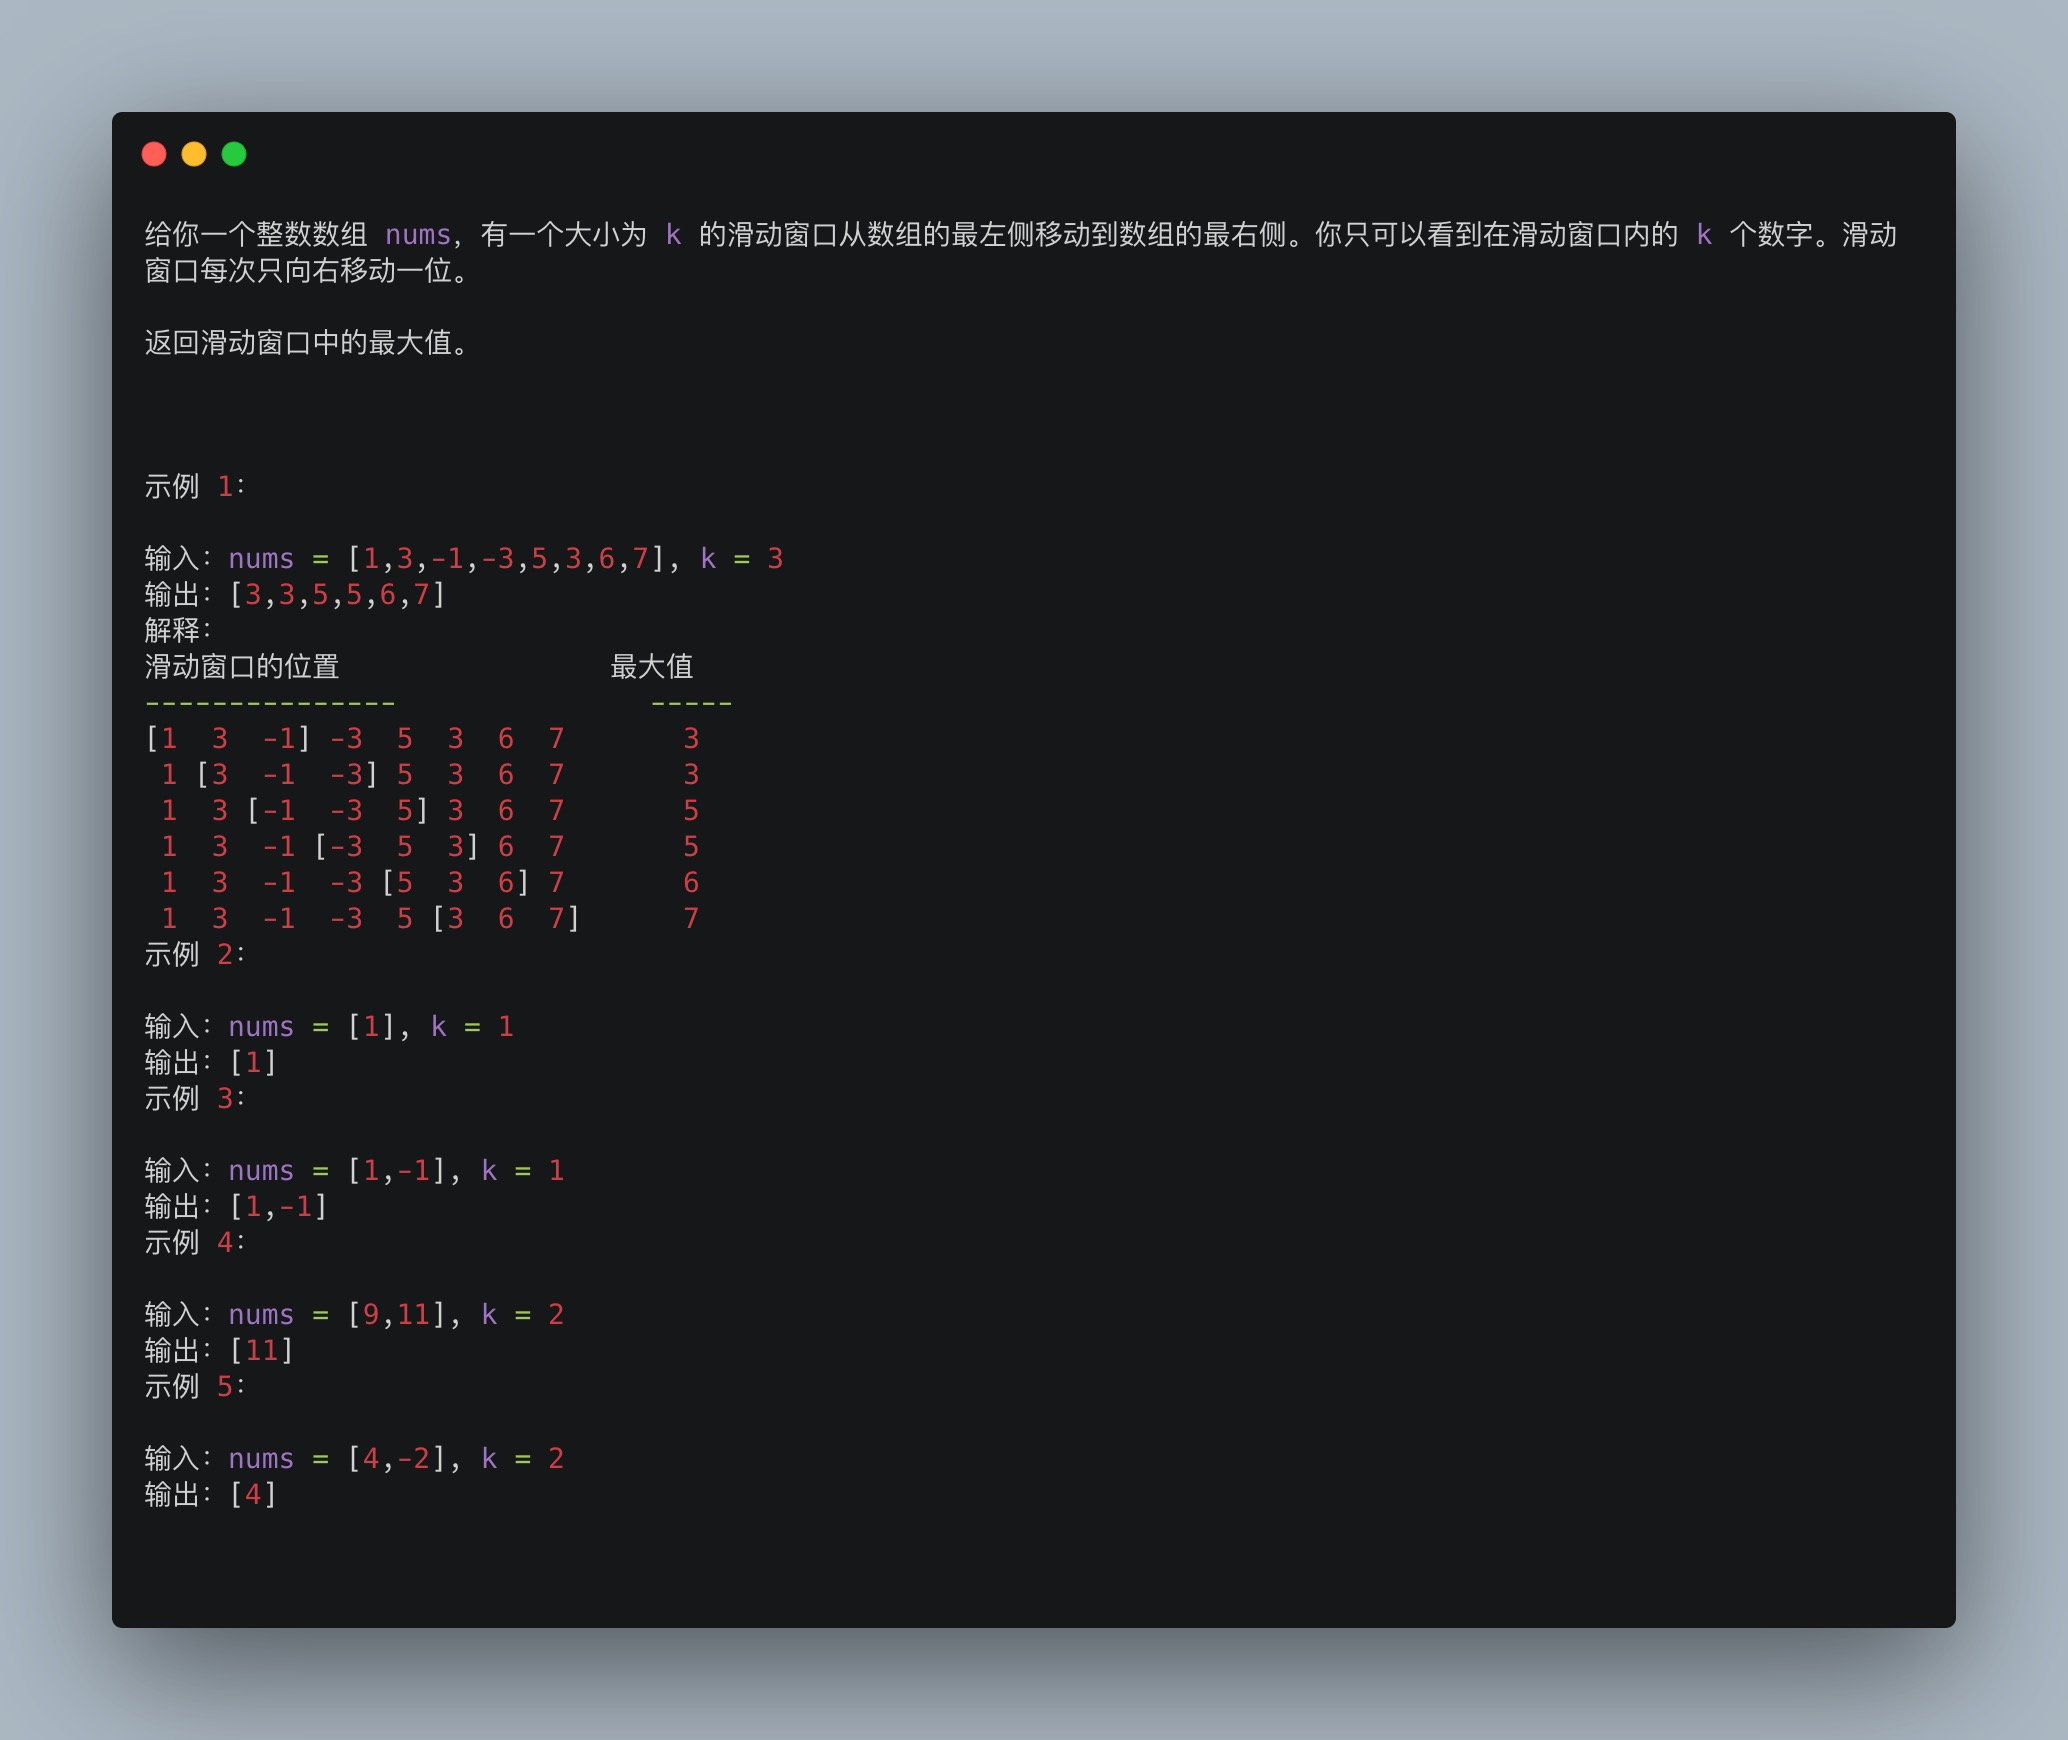 给你一个整数数组 nums，有一个大小为 k 的滑动窗口从数组的最左侧移动到数组的最右侧。你只可以看到在滑动窗口内的 k 个数字。滑动
窗口每次只向右移动一位。
返回滑动窗口中的最大值。
示例 1：
输入：nums = [1,3,-1,-3,5,3,6,7], k = 3
输出：[3,3,5,5,6,7]
解释：
滑动窗口的位置                最大值
---------------               -----
[1  3  -1] -3  5  3  6  7       3
 1 [3  -1  -3] 5  3  6  7       3
 1  3 [-1  -3  5] 3  6  7       5
 1  3  -1 [-3  5  3] 6  7       5
 1  3  -1  -3 [5  3  6] 7       6
 1  3  -1  -3  5 [3  6  7]      7
示例 2：
输入：nums = [1], k = 1
输出：[1]
示例 3：
输入：nums = [1,-1], k = 1
输出：[1,-1]
示例 4：
输入：nums = [9,11], k = 2
输出：[11]
示例 5：
输入：nums = [4,-2], k = 2
输出：[4]